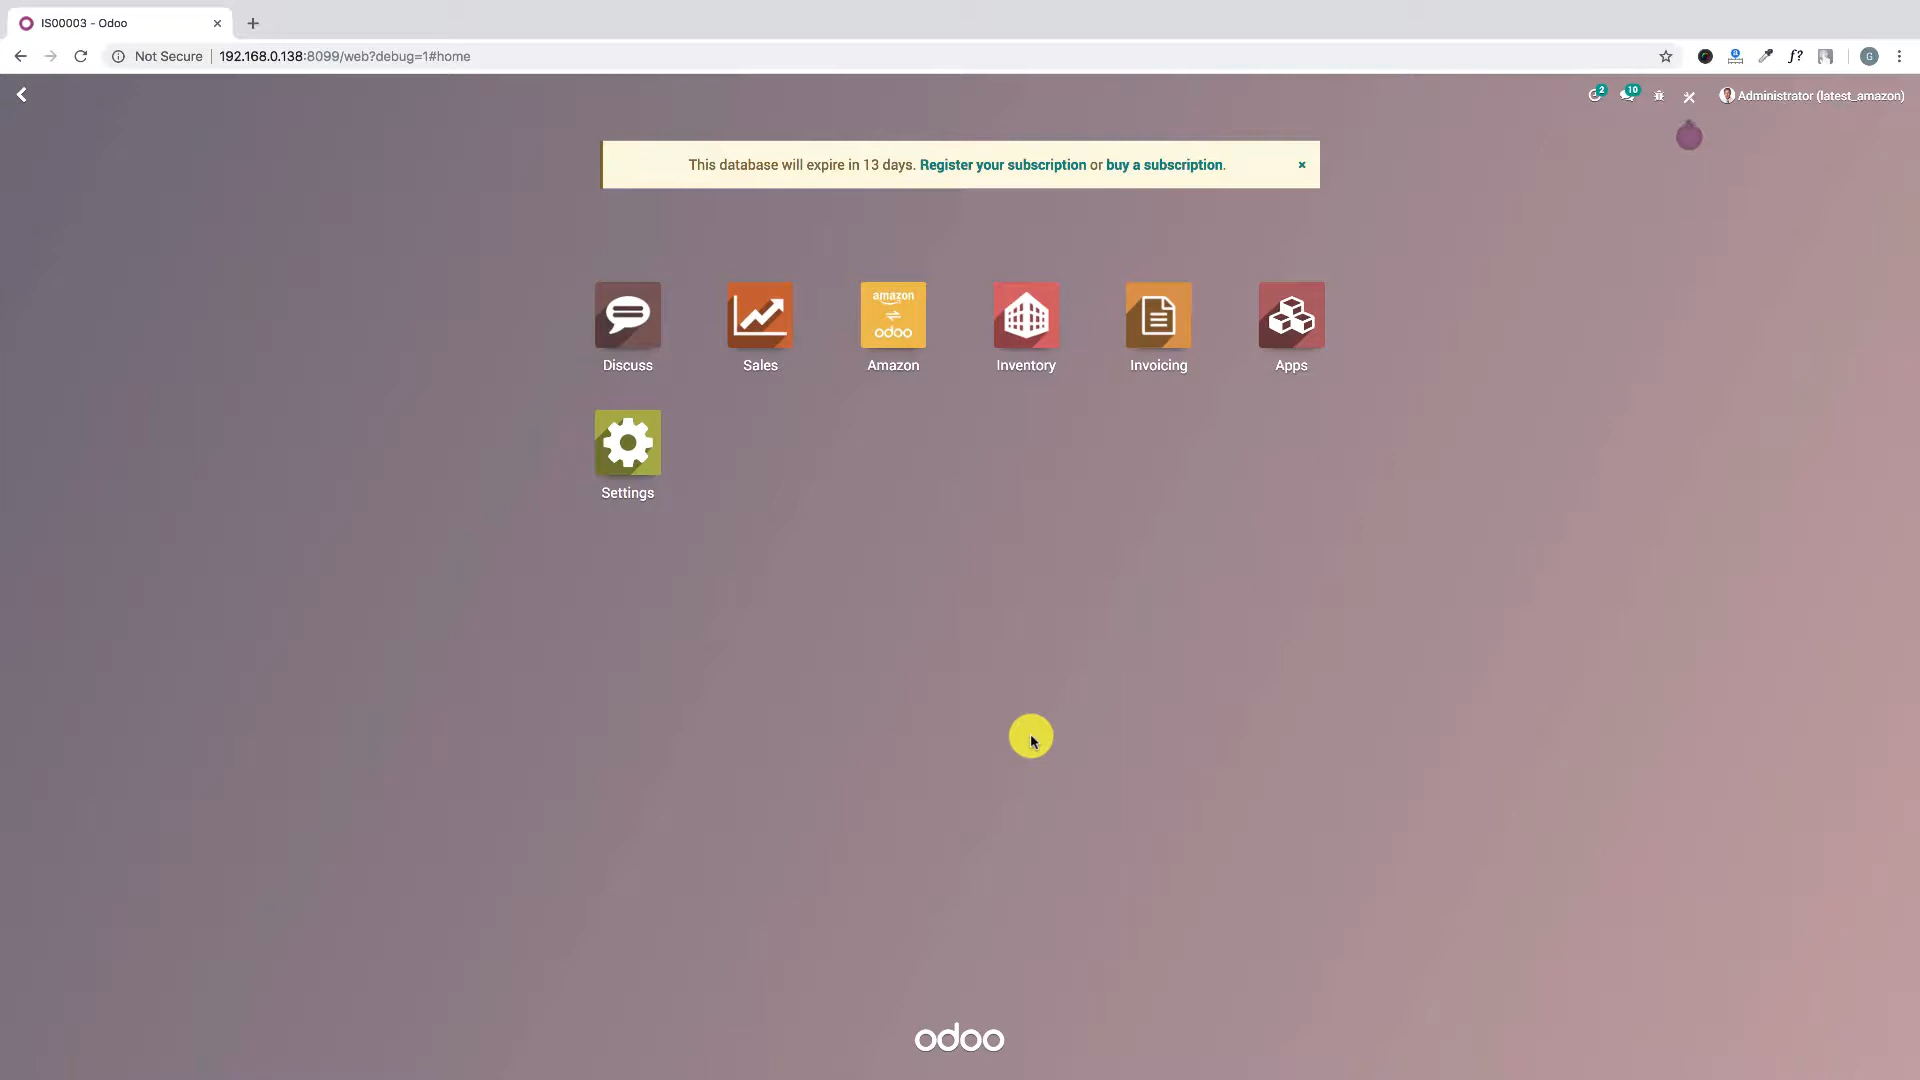 IS00003 - Odoo
Not Secure 192.168.0.138:8099/web?debug=1#home
f?
G
2
10
Administrator (latest_amazon)
This database will expire in 13 days. Register your subscription or buy a subscription.
amazon
odoo
Discuss
Sales
Amazon
Inventory
Invoicing
Apps
Settings
odoo